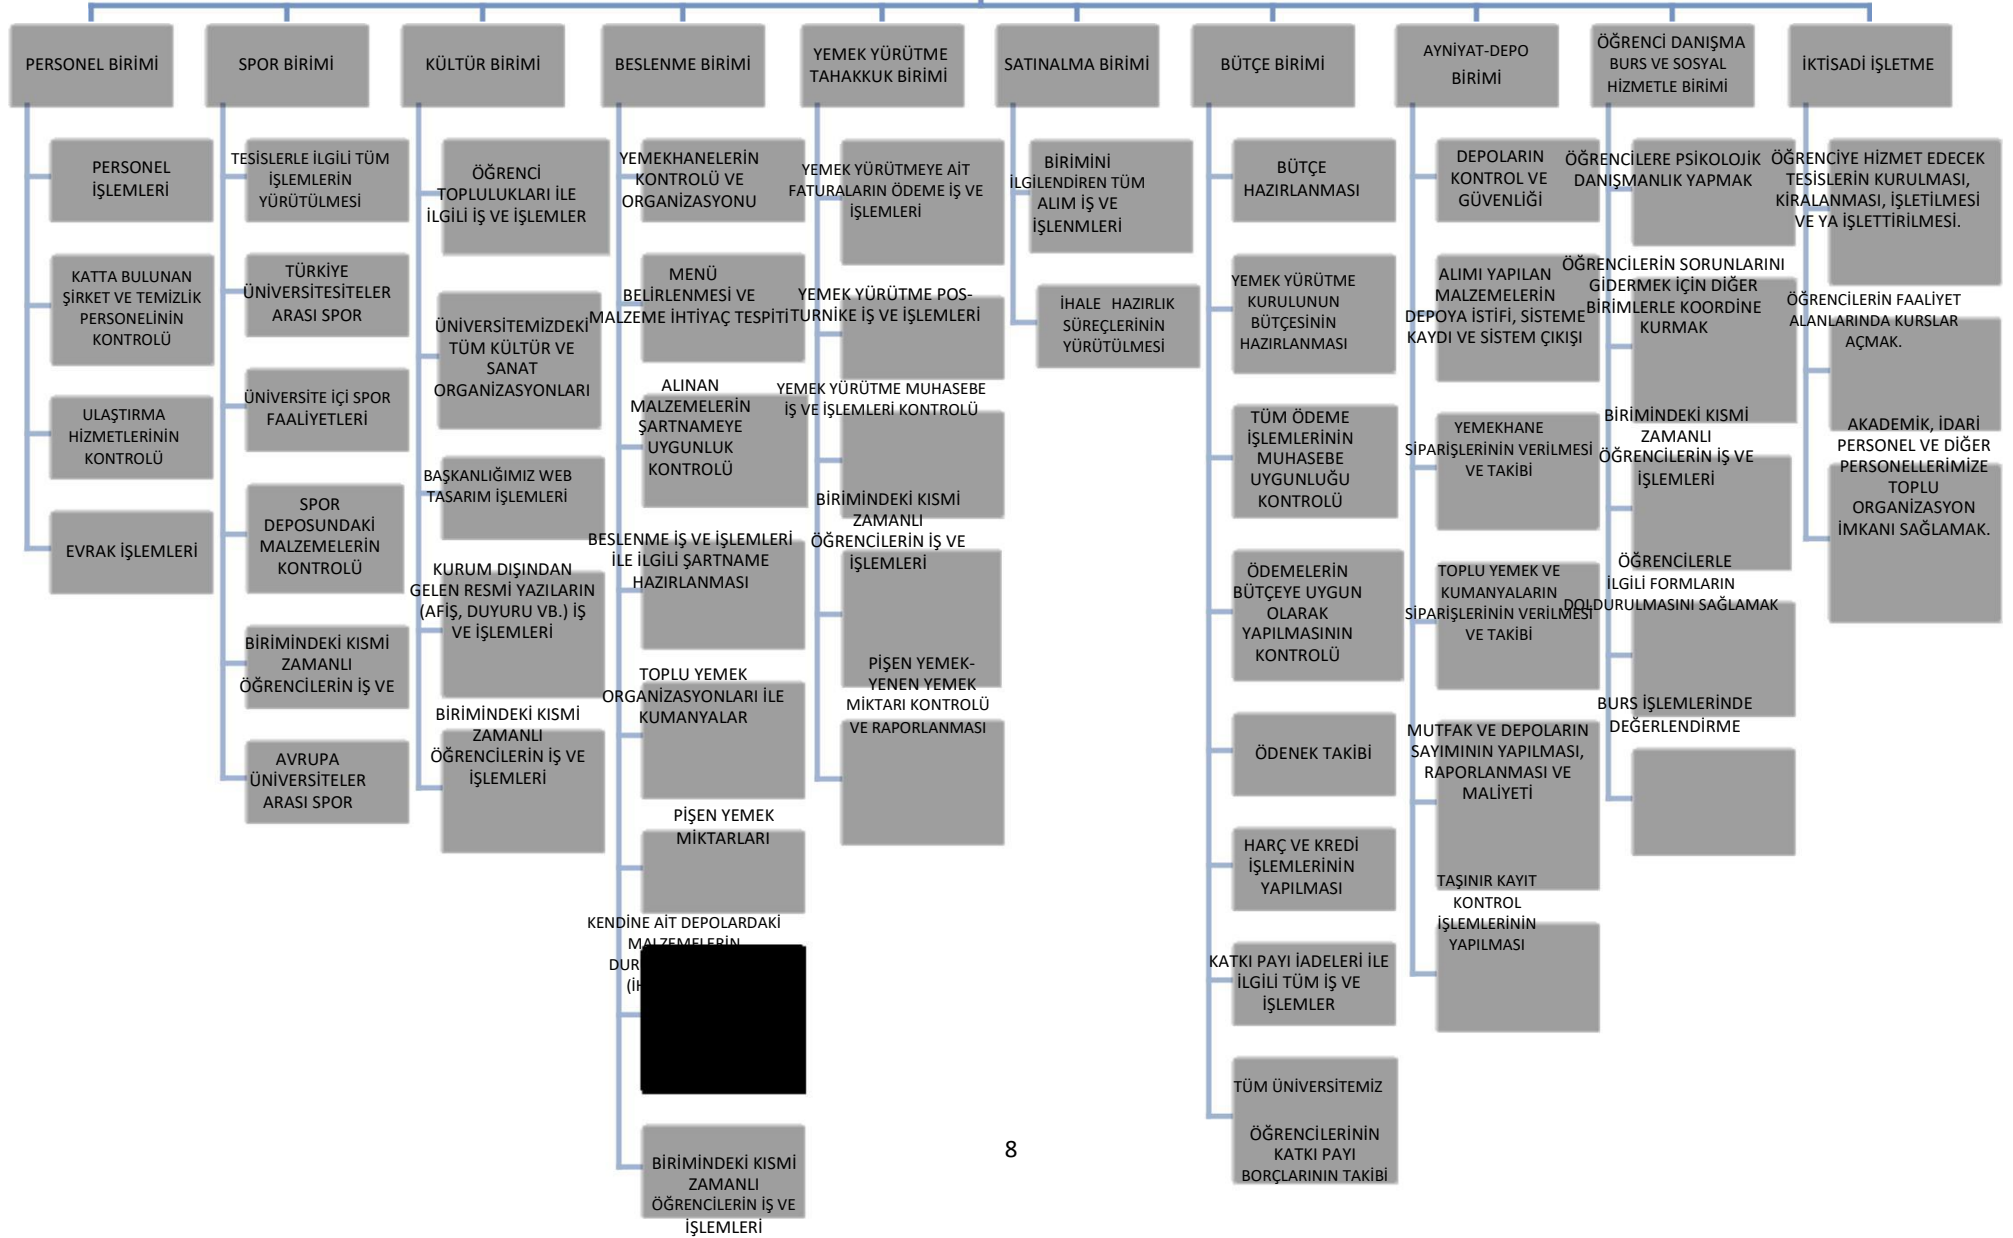 PERSONEL BİRİMİ
PERSONEL
İŞLEMLERİ
KATTA BULUNAN
ŞİRKET VE TEMİZLİK
PERSONELİNİN
KONTROLÜ
ULAŞTIRMA
HİZMETLERİNİN
KONTROLÜ
EVRAK İŞLEMLERİ
SPOR BİRİMİ
TESİSLERLE İLGİLİ TÜM
İŞLEMLERİN
YÜRÜTÜLMESİ
TÜRKİYE
ÜNİVERSİTESİTELER
ARASI SPOR
ÜNİVERSİTE İÇİ SPOR
FAALİYETLERİ
SPOR
DEPOSUNDAKİ
MALZEMELERİN
KONTROLÜ
BİRİMİNDEKİ KISMİ
ZAMANLI
ÖĞRENCİLERİN İŞ VE
AVRUPA
ÜNİVERSİTELER
ARASI SPOR
KÜLTÜR BİRİMİ
ÖĞRENCİ
TOPLULUKLARI İLE
İLGİLİ İŞ VE İŞLEMLER
ÜNİVERSİTEMİZDEKİ
TÜM KÜLTÜR VE
SANAT
ORGANİZASYONLARI
BAŞKANLIĞIMIZ WEB
TASARIM İŞLEMLERİ
KURUM DIŞINDAN
GELEN RESMİ YAZILARIN
(AFİŞ, DUYURU VB.) İŞ
VE İŞLEMLERİ
BİRİMİNDEKİ KISMİ
ZAMANLI
ÖĞRENCİLERİN İŞ VE
İŞLEMLERİ
BESLENME BİRİMİ
YEMEKHANELERİN
KONTROLÜ VE
ORGANİZASYONU
MENÜ
BELİRLENMESİ VE
MALZEME İHTİYAÇ TESPİTİ
ALINAN
MALZEMELERİN
ŞARTNAMEYE
UYGUNLUK
KONTROLÜ
BESLENME İŞ VE İŞLEMLERİ
İLE İLGİLİ ŞARTNAME
HAZIRLANMASI
TOPLU YEMEK
ORGANİZASYONLARI İLE
KUMANYALAR
PİŞEN YEMEK
MİKTARLARI
KENDİNE AİT DEPOLARDAKİ
MALZEMELERİN
BİRİMİNDEKİ KISMİ
ZAMANLI
ÖĞRENCİLERİN İŞ VE
İŞLEMLERİ
YEMEK YÜRÜTME
TAHAKKUK BİRİMİ
YEMEK YÜRÜTMEYE AİT
FATURALARIN ÖDEME İŞ VE
İŞLEMLERİ
YEMEK YÜRÜTME POS-
TURNİKE İŞ VE İŞLEMLERİ
YEMEK YÜRÜTME MUHASEBE
İŞ VE İŞLEMLERİ KONTROLÜ
BİRİMİNDEKİ KISMİ
ZAMANLI
ÖĞRENCİLERİN İŞ VE
İŞLEMLERİ
PİŞEN YEMEK-
YENEN YEMEK
MİKTARI KONTROLÜ
VE RAPORLANMASI
SATINALMA BİRİMİ
BİRİMİNİ
İLGİLENDİREN TÜM
ALIM İŞ VE
İŞLENMLERİ
İHALE HAZIRLIK
SÜREÇLERİNİN
YÜRÜTÜLMESİ
BÜTÇE BİRİMİ
BÜTÇE
HAZIRLANMASI
YEMEK YÜRÜTME
KURULUNUN
BÜTÇESİNİN
HAZIRLANMASI
TÜM ÖDEME
İŞLEMLERİNİN
MUHASEBE
UYGUNLUĞU
KONTROLÜ
ÖDEMELERİN
BÜTÇEYE UYGUN
OLARAK
YAPILMASININ
KONTROLÜ
ÖDENEK TAKİBİ
HARÇ VE KREDİ
İŞLEMLERİNİN
YAPILMASI
KATKI PAYI İADELERİ İLE
İLGİLİ TÜM İŞ VE
İŞLEMLER
TÜM ÜNİVERSİTEMİZ
ÖĞRENCİLERİNİN
KATKI PAYI
BORÇLARININ TAKİBİ
AYNİYAT-DEPO
BİRİMİ
DEPOLARIN
KONTROL VE
GÜVENLİĞİ
ALIMI YAPILAN
MALZEMELERİN
DEPOYA İSTİFİ, SİSTEME
KAYDI VE SİSTEM ÇIKIŞI
YEMEKHANE
SİPARİŞLERİNİN VERİLMESİ
VE TAKİBİ
TOPLU YEMEK VE
KUMANYALARIN
SİPARİŞLERİNİN VERİLMESİ
VE TAKİBİ
MUTFAK VE DEPOLARIN
SAYIMININ YAPILMASI,
RAPORLANMASI VE
MALİYETİ
TAŞINIR KAYIT
KONTROL
İŞLEMLERİNİN
YAPILMASI
ÖĞRENCİ DANIŞMA
BURS VE SOSYAL
HİZMETLE BİRİMİ
ÖĞRENCİLERE PSİKOLOJİK
DANIŞMANLIK YAPMAK
ÖĞRENCİLERİN SORUNLARINI
GİDERMEK İÇİN DİĞER
BİRİMLERLE KOORDİNE
KURMAK
BİRİMİNDEKİ KISMİ
ZAMANLI
ÖĞRENCİLERİN İŞ VE
İŞLEMLERİ
ÖĞRENCİLERLE
İLGİLİ FORMLARIN
DOLDURULMASINI SAĞLAMAK
BURS İŞLEMLERİNDE
DEĞERLENDİRME
İKTİSADİ İŞLETME
ÖĞRENCİYE HİZMET EDECEK
TESİSLERİN KURULMASI,
KİRALANMASI, İŞLETİLMESİ
VE YA İŞLETTİRİLMESİ.
ÖĞRENCİLERİN FAALİYET
ALANLARINDA KURSLAR
AÇMAK.
AKADEMİK, İDARİ
PERSONEL VE DİĞER
PERSONELLERİMİZE
TOPLU
ORGANİZASYON
İMKANI SAĞLAMAK.
8